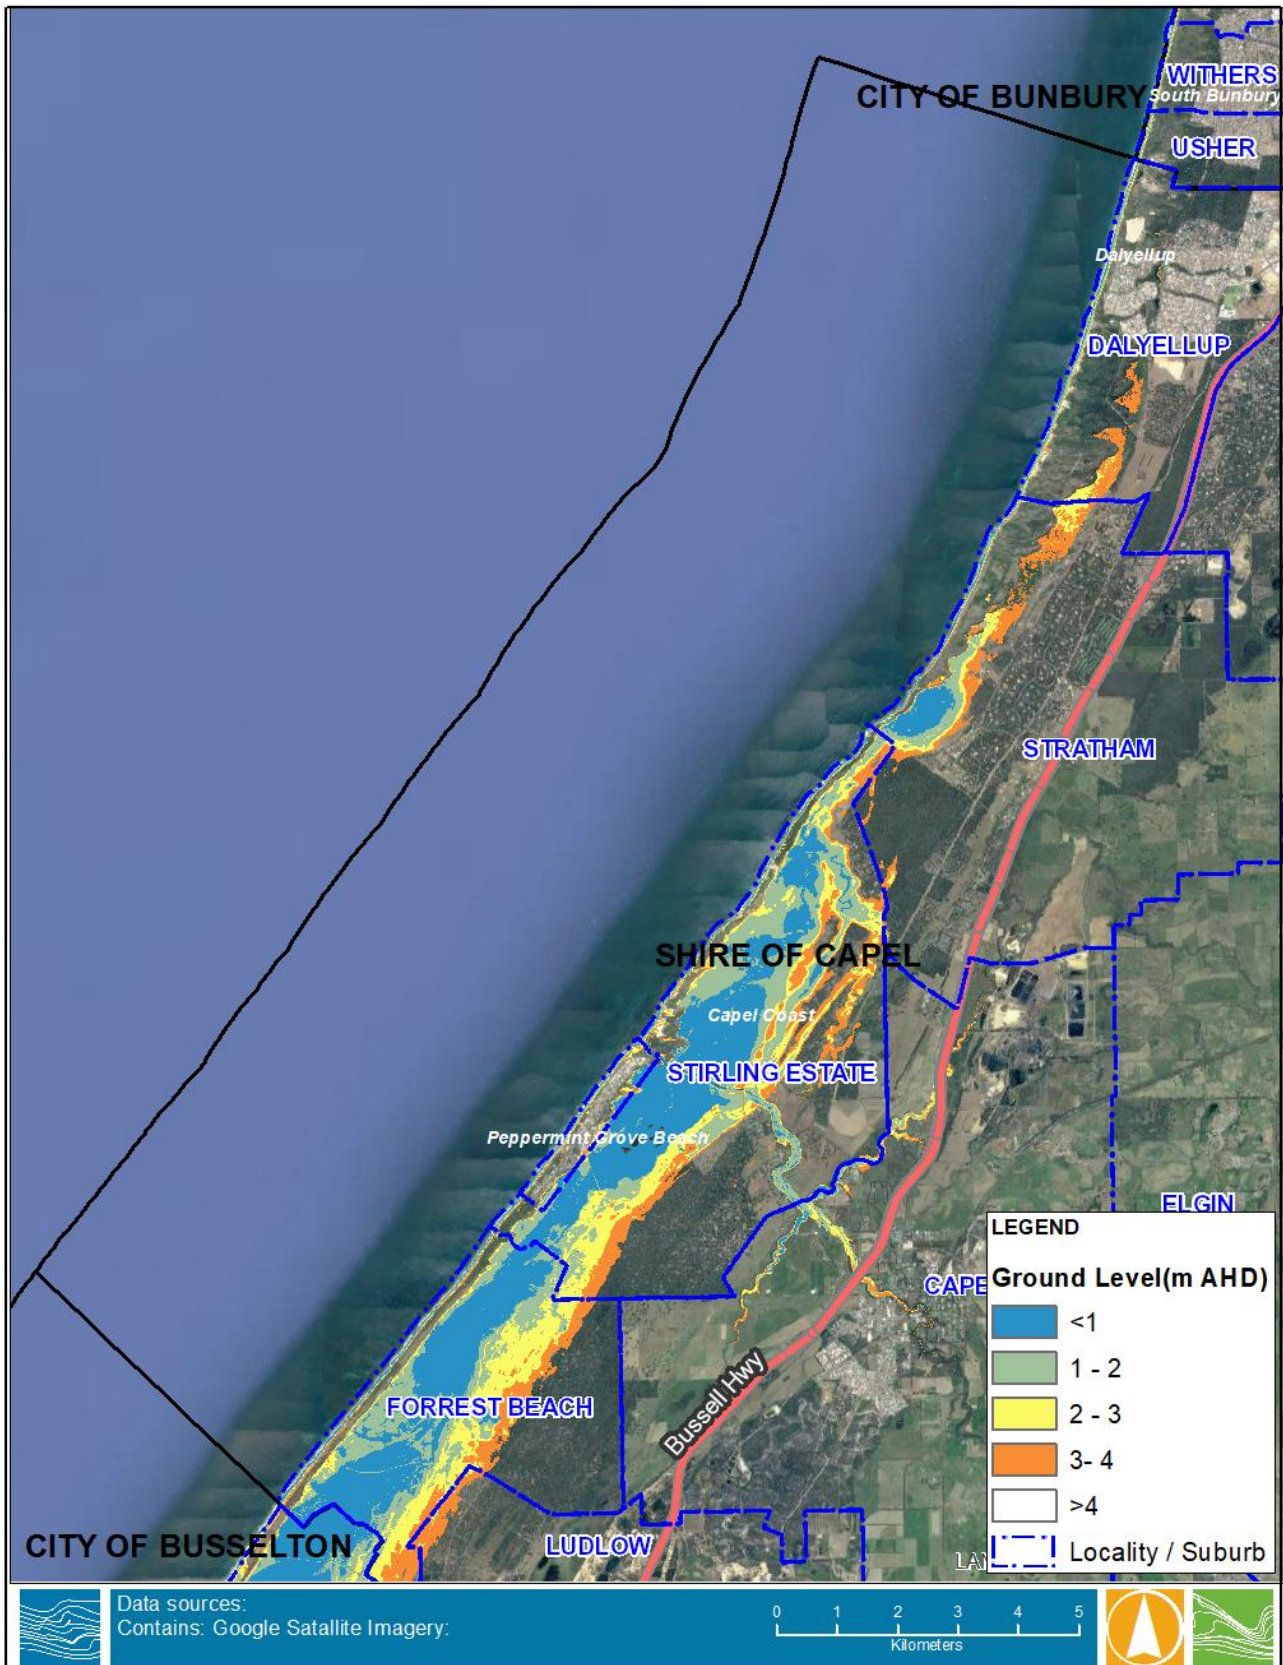 WITHERS
CITY OF BUNBURY
South Bunbury
USHER
Dalyellup
DALYELLUP
STRATHAM
SHIRE OF CAPEL
Capel Coast
STIRLING ESTATE
Peppermint Grove Beach
ELGIN
CAPE
FORREST BEACH
Bussell Hwy
CITY OF BUSSELTON
LUDLOW
LEGEND
Ground Level(m AHD)
<1
1 - 2
2 - 3
3- 4
>4
Locality / Suburb
Data sources:
Contains: Google Satallite Imagery:
0 1 2 3 4 5
Kilometers